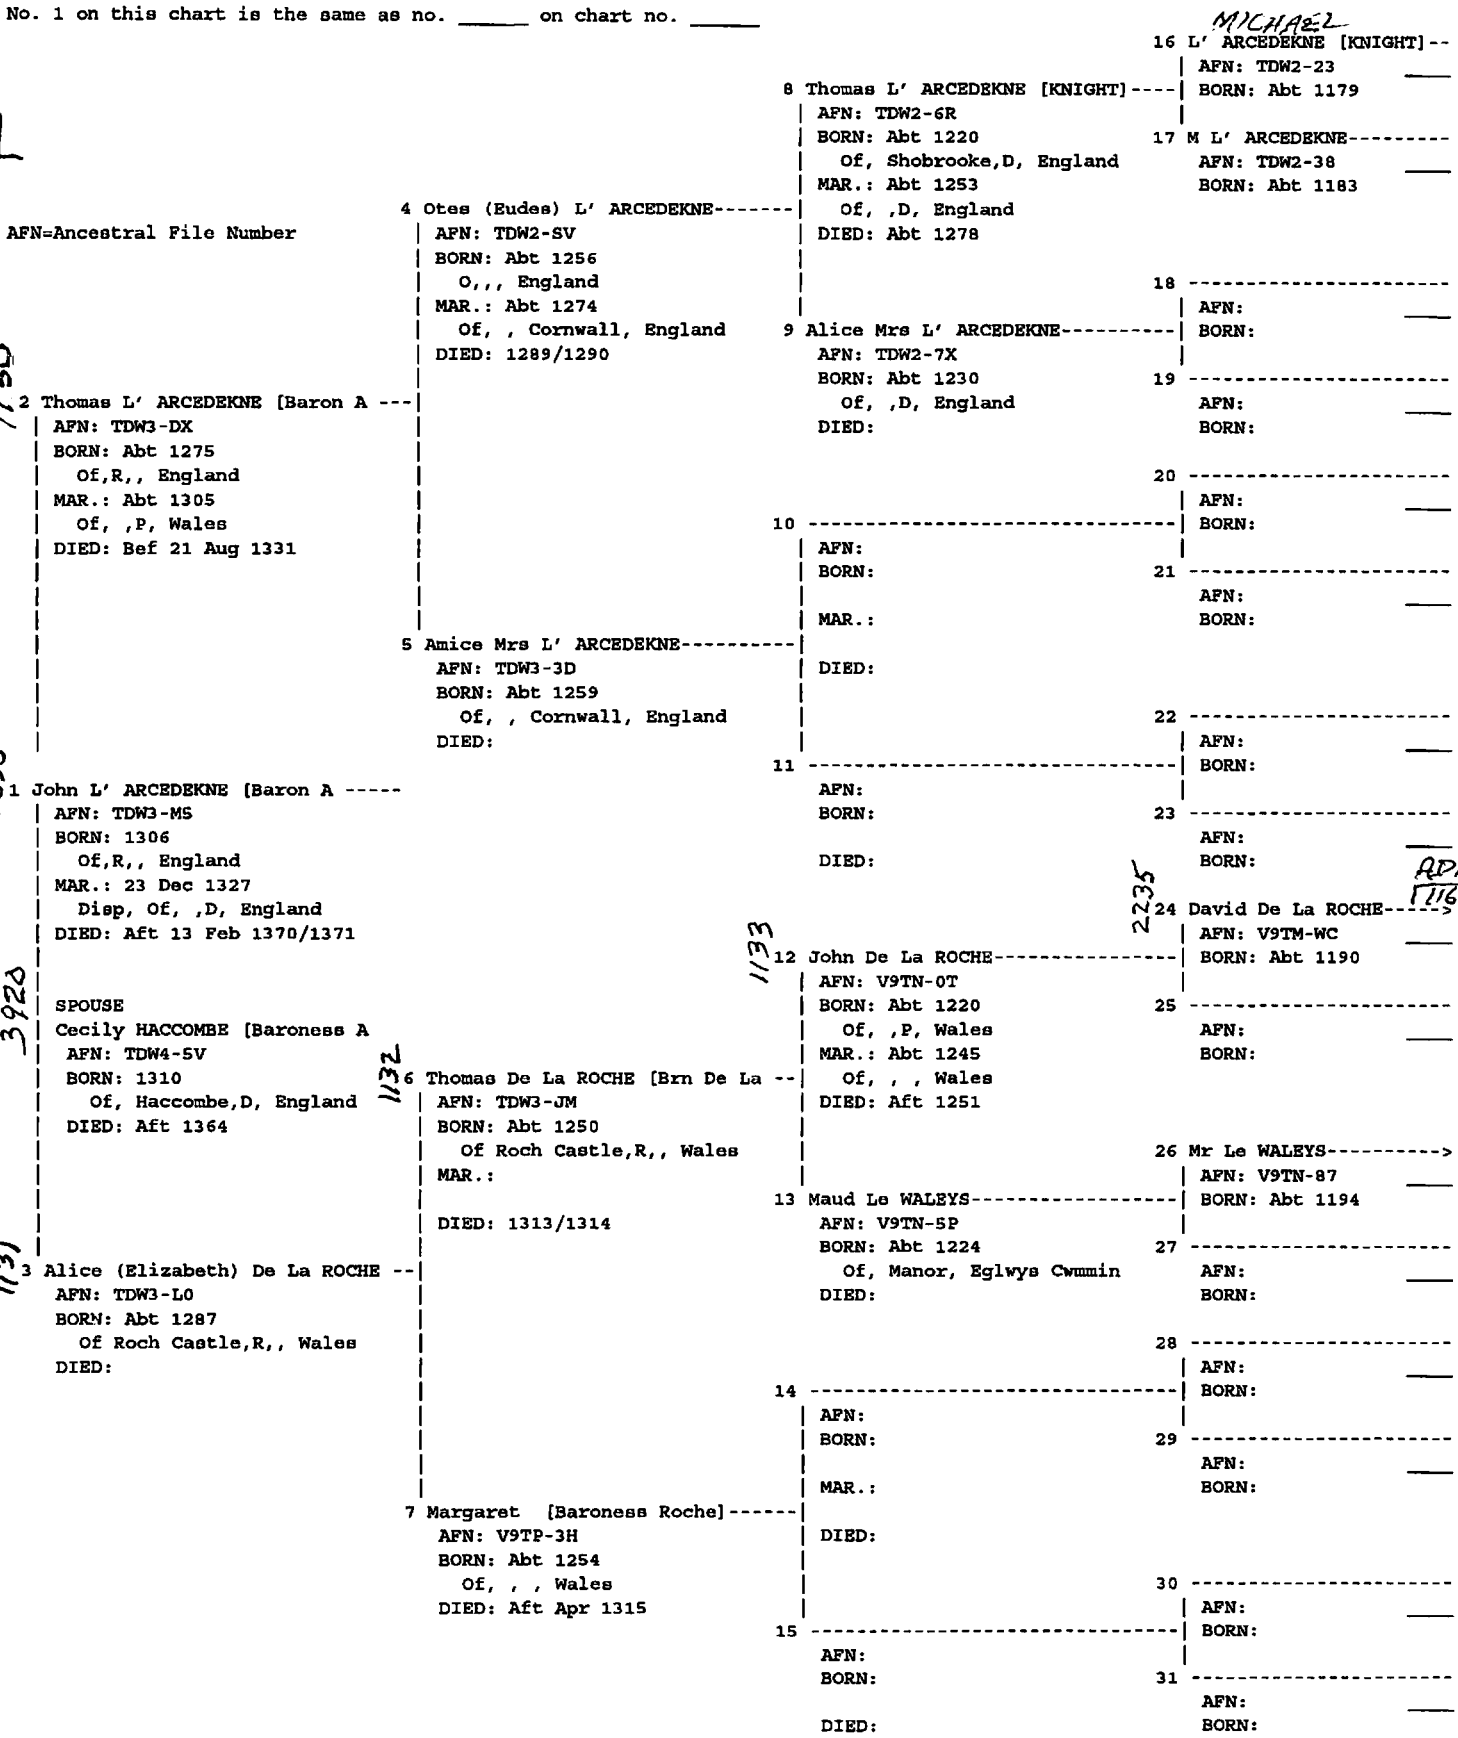 No. 1 on this chart is the same as no. _____ on chart no. _____
MICHAEL
16 L' ARCEDEKNE [KNIGHT]--
AFN: TDW2-23
BORN: Abt 1179
8 Thomas L' ARCEDEKNE [KNIGHT]----
AFN: TDW2-6R
BORN: Abt 1220
Of, Shobrooke,D, England
MAR.: Abt 1253
Of, ,D, England
DIED: Abt 1278
17 M L' ARCEDEKNE---------
AFN: TDW2-38
BORN: Abt 1183
4 Otes (Eudes) L' ARCEDEKNE-------
AFN: TDW2-SV
BORN: Abt 1256
O,,, England
MAR.: Abt 1274
Of, , Cornwall, England
DIED: 1289/1290
AFN=Ancestral File Number
18 ----------------------
AFN:
BORN:
9 Alice Mrs L' ARCEDEKNE----------
AFN: TDW2-7X
BORN: Abt 1230
Of, ,D, England
DIED:
19 ----------------------
AFN:
BORN:
2 Thomas L' ARCEDEKNE [Baron A ---
AFN: TDW3-DX
BORN: Abt 1275
Of,R,, England
MAR.: Abt 1305
Of, ,P, Wales
DIED: Bef 21 Aug 1331
20 ----------------------
AFN:
BORN:
10 -------------------------------
AFN:
BORN:
MAR.:
DIED:
21 ----------------------
AFN:
BORN:
5 Amice Mrs L' ARCEDEKNE----------
AFN: TDW3-3D
BORN: Abt 1259
Of, , Cornwall, England
DIED:
22 ----------------------
AFN:
BORN:
11 -------------------------------
AFN:
BORN:
DIED:
23 ----------------------
AFN:
BORN:
1 John L' ARCEDEKNE [Baron A -----
AFN: TDW3-MS
BORN: 1306
Of,R,, England
MAR.: 23 Dec 1327
Disp, Of, ,D, England
DIED: Aft 13 Feb 1370/1371
3928
SPOUSE
Cecily HACCOMBE [Baroness A
AFN: TDW4-5V
BORN: 1310
Of, Haccombe,D, England
DIED: Aft 1364
2235
24 David De La ROCHE----->
AFN: V9TM-WC
BORN: Abt 1190
1133
12 John De La ROCHE---------------
AFN: V9TN-0T
BORN: Abt 1220
Of, ,P, Wales
MAR.: Abt 1245
Of, , , Wales
DIED: Aft 1251
25 ----------------------
AFN:
BORN:
1132
6 Thomas De La ROCHE [Brn De La --
AFN: TDW3-JM
BORN: Abt 1250
Of Roch Castle,R,, Wales
MAR.:
DIED: 1313/1314
26 Mr Le WALEYS---------->
AFN: V9TN-87
BORN: Abt 1194
13 Maud Le WALEYS-----------------
AFN: V9TN-5P
BORN: Abt 1224
Of, Manor, Eglwys Cwmmin
DIED:
27 ----------------------
AFN:
BORN:
1131
3 Alice (Elizabeth) De La ROCHE --
AFN: TDW3-L0
BORN: Abt 1287
Of Roch Castle,R,, Wales
DIED:
28 ----------------------
AFN:
BORN:
14 -------------------------------
AFN:
BORN:
MAR.:
DIED:
29 ----------------------
AFN:
BORN:
7 Margaret [Baroness Roche]------
AFN: V9TP-3H
BORN: Abt 1254
Of, , , Wales
DIED: Aft Apr 1315
30 ----------------------
AFN:
BORN:
15 -------------------------------
AFN:
BORN:
DIED:
31 ----------------------
AFN:
BORN: